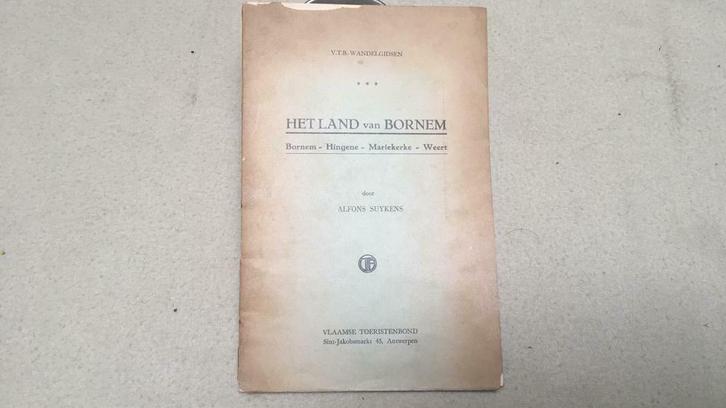 V.T.B.-WANDELGIDSEN
* * *
HET LAND van BORNEM
Bornem - Hingene - Mariekerke - Weert
door
ALFONS SUYKENS
VLAAMSE TOERISTENBOND
Sint-Jakobsmarkt 45, Antwerpen